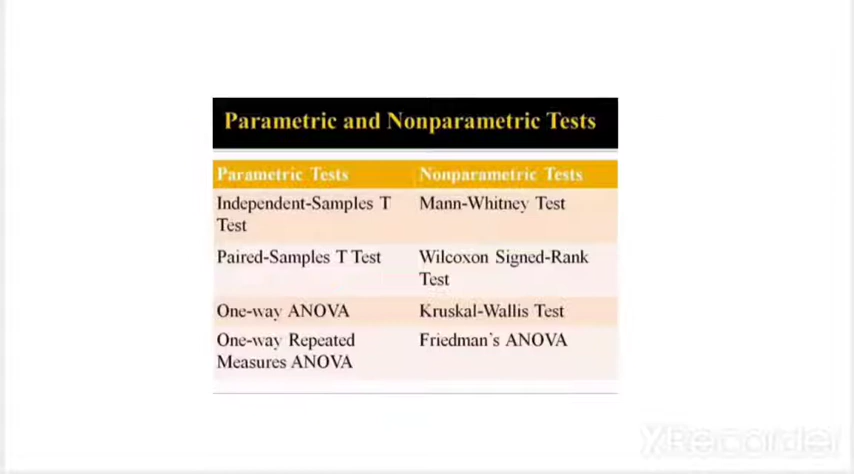 Parametric and Nonparametric Tests
Parametric Tests Nonparametric Tests
Independent-Samples T Mann-Whitney Test
Test
Paired-Samples T Test Wilcoxon Signed-Rank
Test
One-way ANOVA Kruskal-Wallis Test
One-way Repeated Friedman's ANOVA
Measures ANOVA
XRecorder